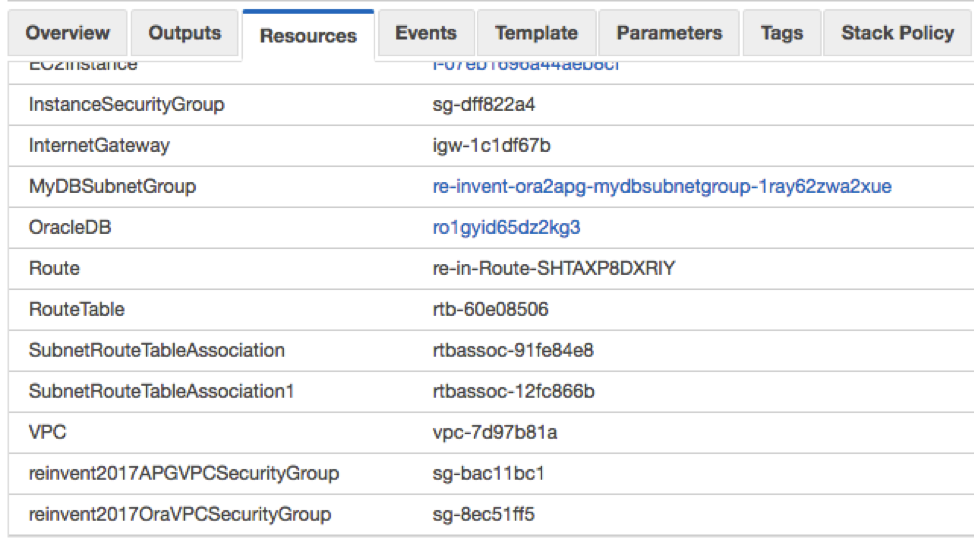 Overview Outputs Resources Events Template Parameters Tags Stack Policy
EC2Instance i-07eb1696a44aeb8cf
InstanceSecurityGroup sg-dff822a4
InternetGateway igw-1c1df67b
MyDBSubnetGroup re-invent-ora2apg-mydbsubnetgroup-1ray62zwa2xue
OracleDB ro1gyid65dz2kg3
Route re-in-Route-SHTAXP8DXRIY
RouteTable rtb-60e08506
SubnetRouteTableAssociation rtbassoc-91fe84e8
SubnetRouteTableAssociation1 rtbassoc-12fc866b
VPC vpc-7d97b81a
reinvent2017APGVPCSecurityGroup sg-bac11bc1
reinvent2017OraVPCSecurityGroup sg-8ec51ff5